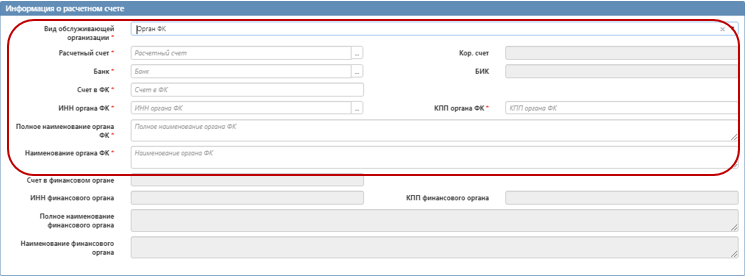 Информация о расчетном счете
Вид обслуживающей
организации *
Орган ФК
Расчетный счет *
Расчетный счет
...
Кор. счет
Банк *
Банк
...
БИК
Счет в ФК *
Счет в ФК
ИНН органа ФК *
ИНН органа ФК
...
КПП органа ФК *
КПП органа ФК
Полное наименование органа
ФК *
Полное наименование органа ФК
Наименование органа ФК *
Наименование органа ФК
Счет в финансовом органе
ИНН финансового органа
КПП финансового органа
Полное наименование
финансового органа
Наименование финансового
органа